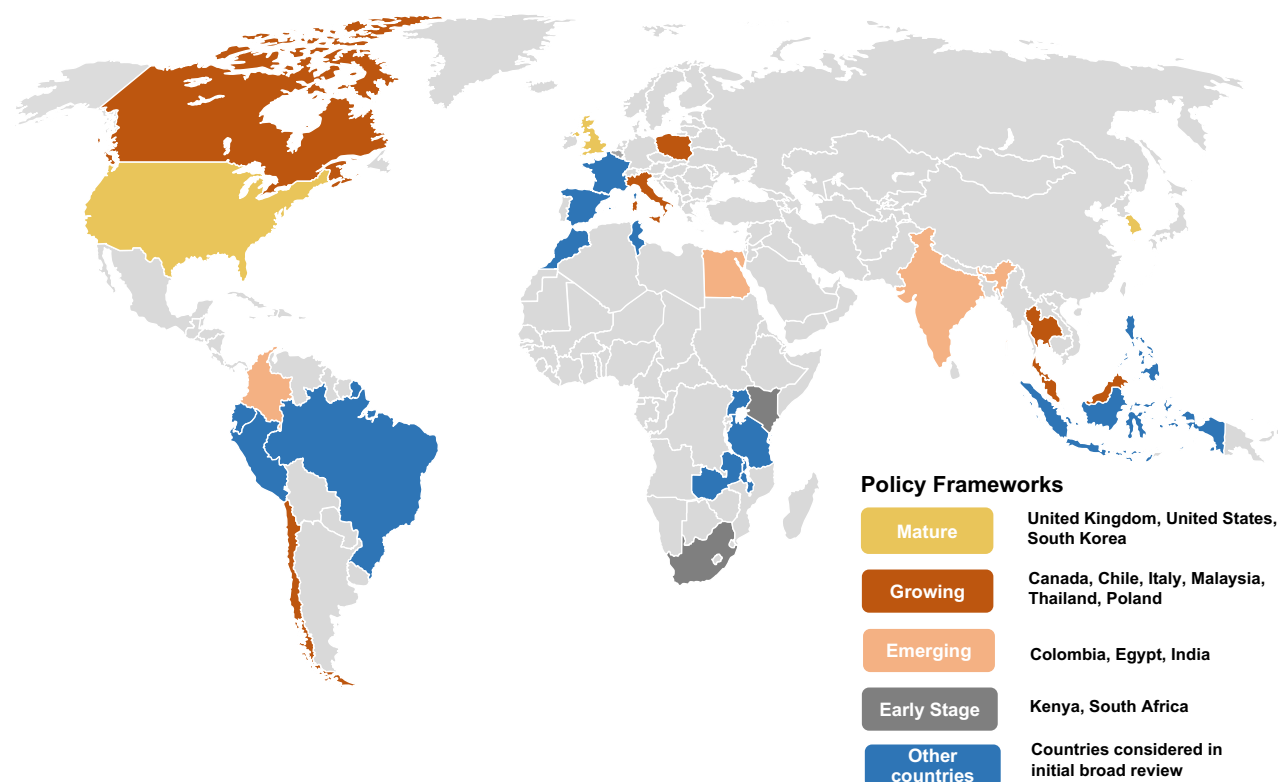 Policy Frameworks
Mature
United Kingdom, United States,
South Korea
Growing
Canada, Chile, Italy, Malaysia,
Thailand, Poland
Emerging
Colombia, Egypt, India
Early Stage
Kenya, South Africa
Other
countries
Countries considered in
initial broad review